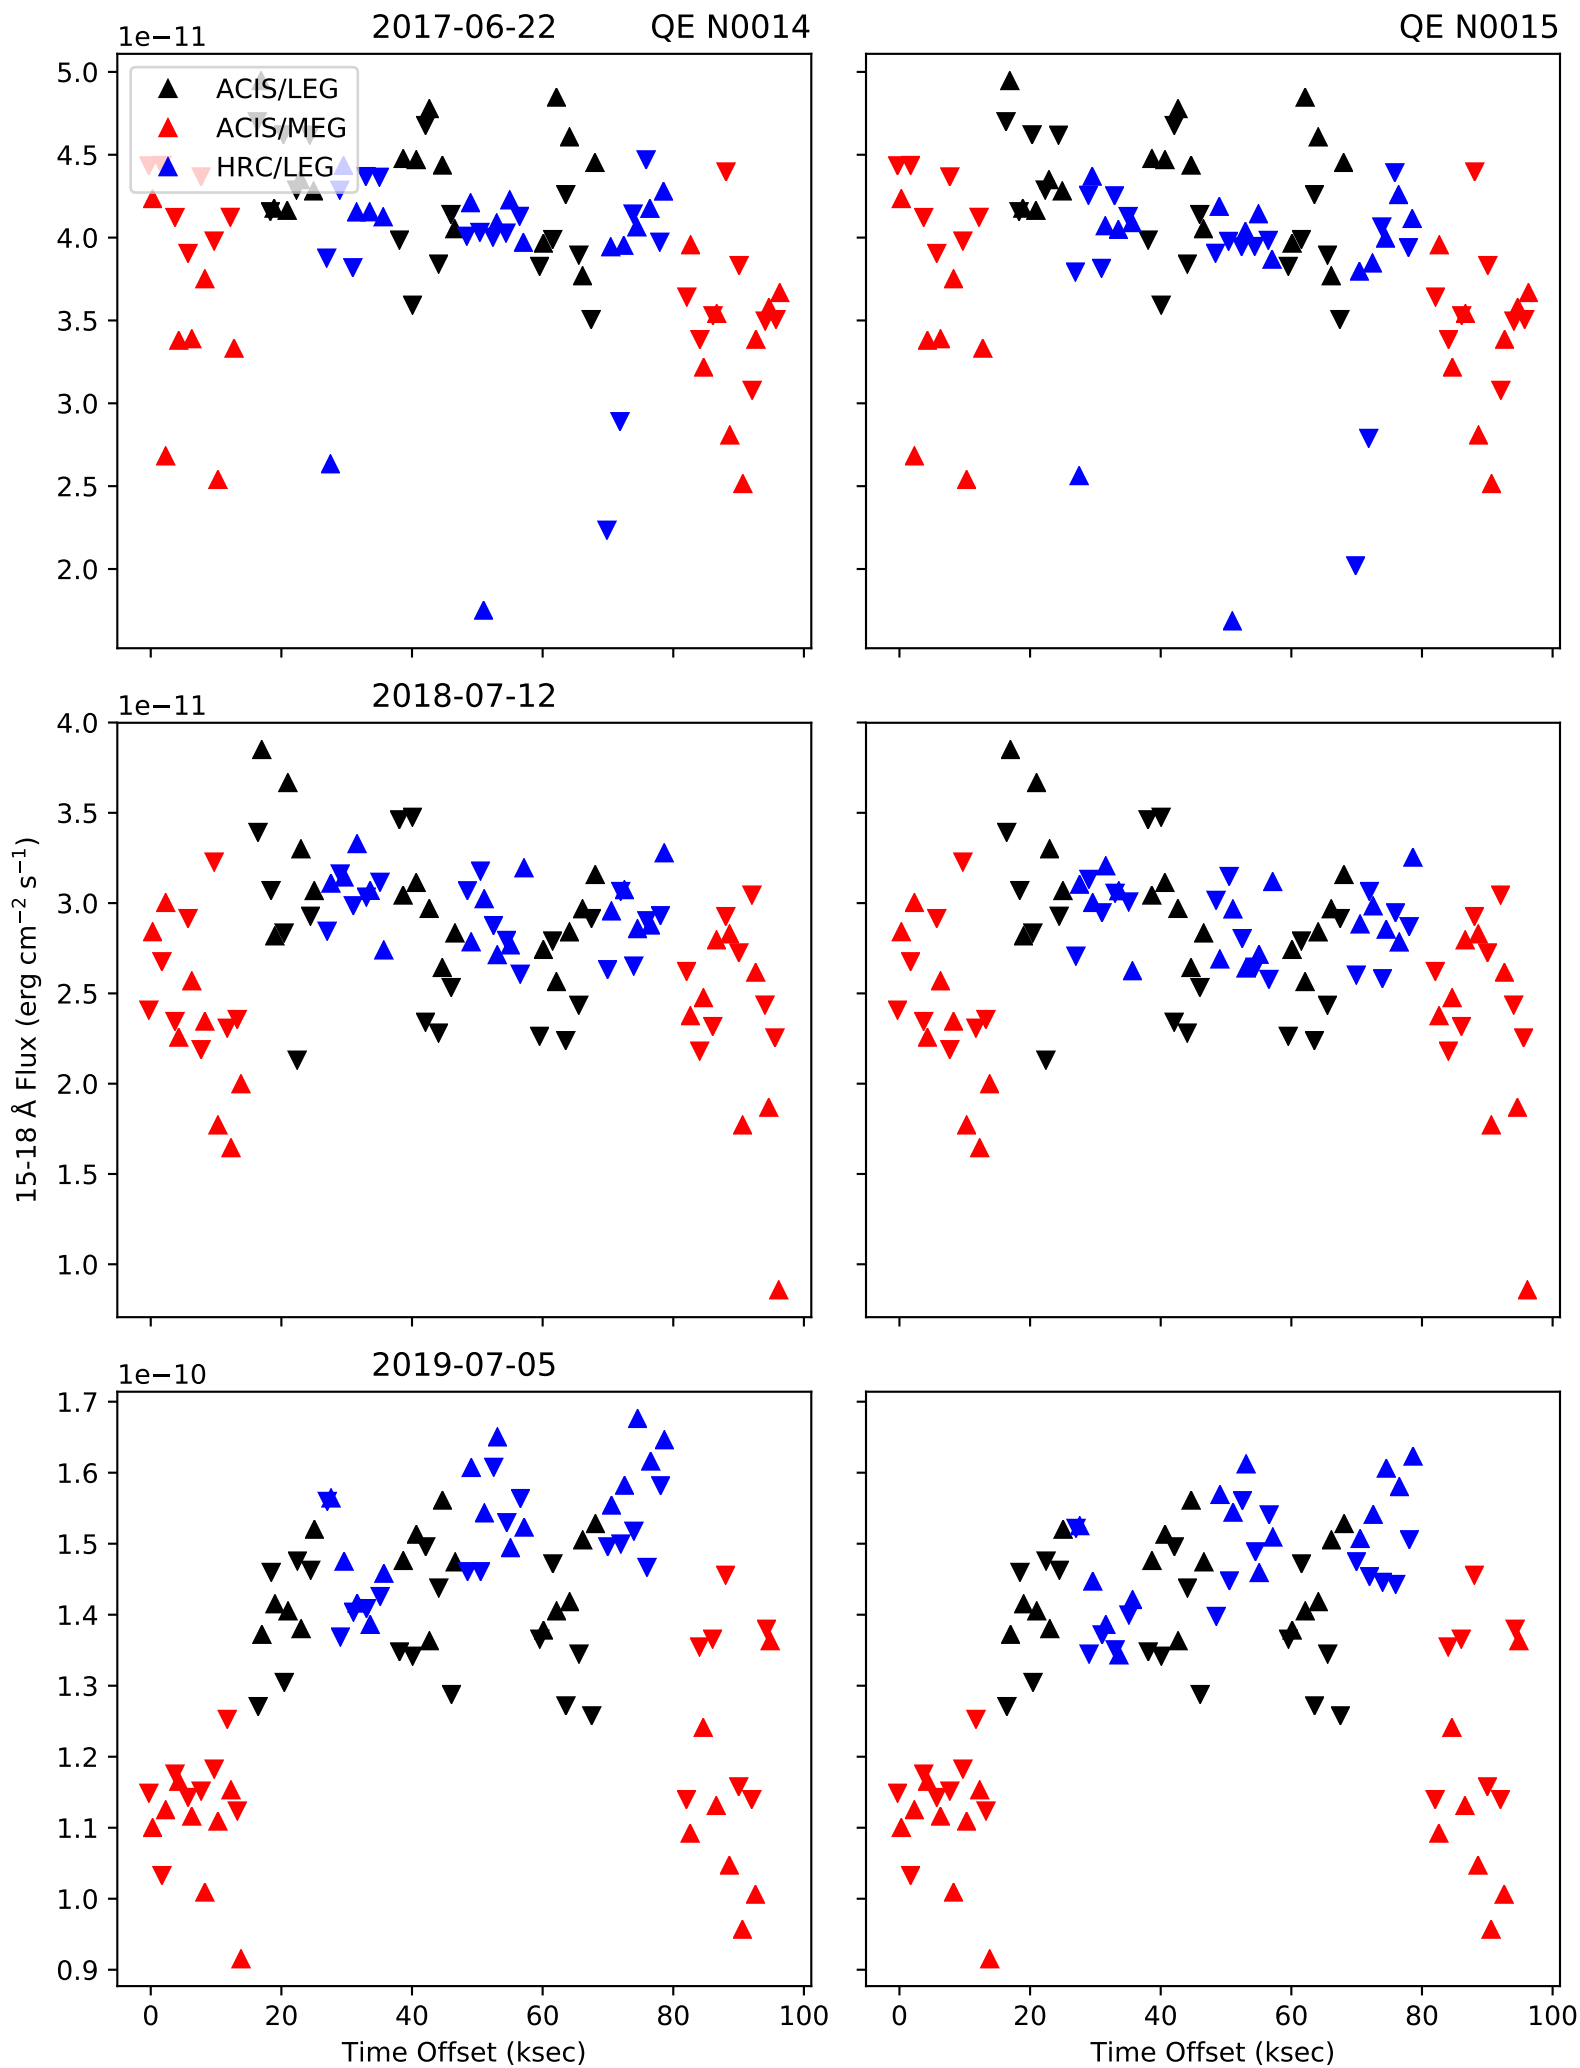 1e−11 2017-06-22 QE N0014 QE N0015
5.0
ACIS/LEG
ACIS/MEG
HRC/LEG
4.5
4.0
3.5
3.0
2.5
2.0
1e−11 2018-07-12
4.0
3.5
3.0
2.5
2.0
1.5
1.0
15-18 Å Flux (erg cm−2 s−1)
1e−10 2019-07-05
1.7
1.6
1.5
1.4
1.3
1.2
1.1
1.0
0.9
0 20 40 60 80 100 0 20 40 60 80 100
Time Offset (ksec) Time Offset (ksec)